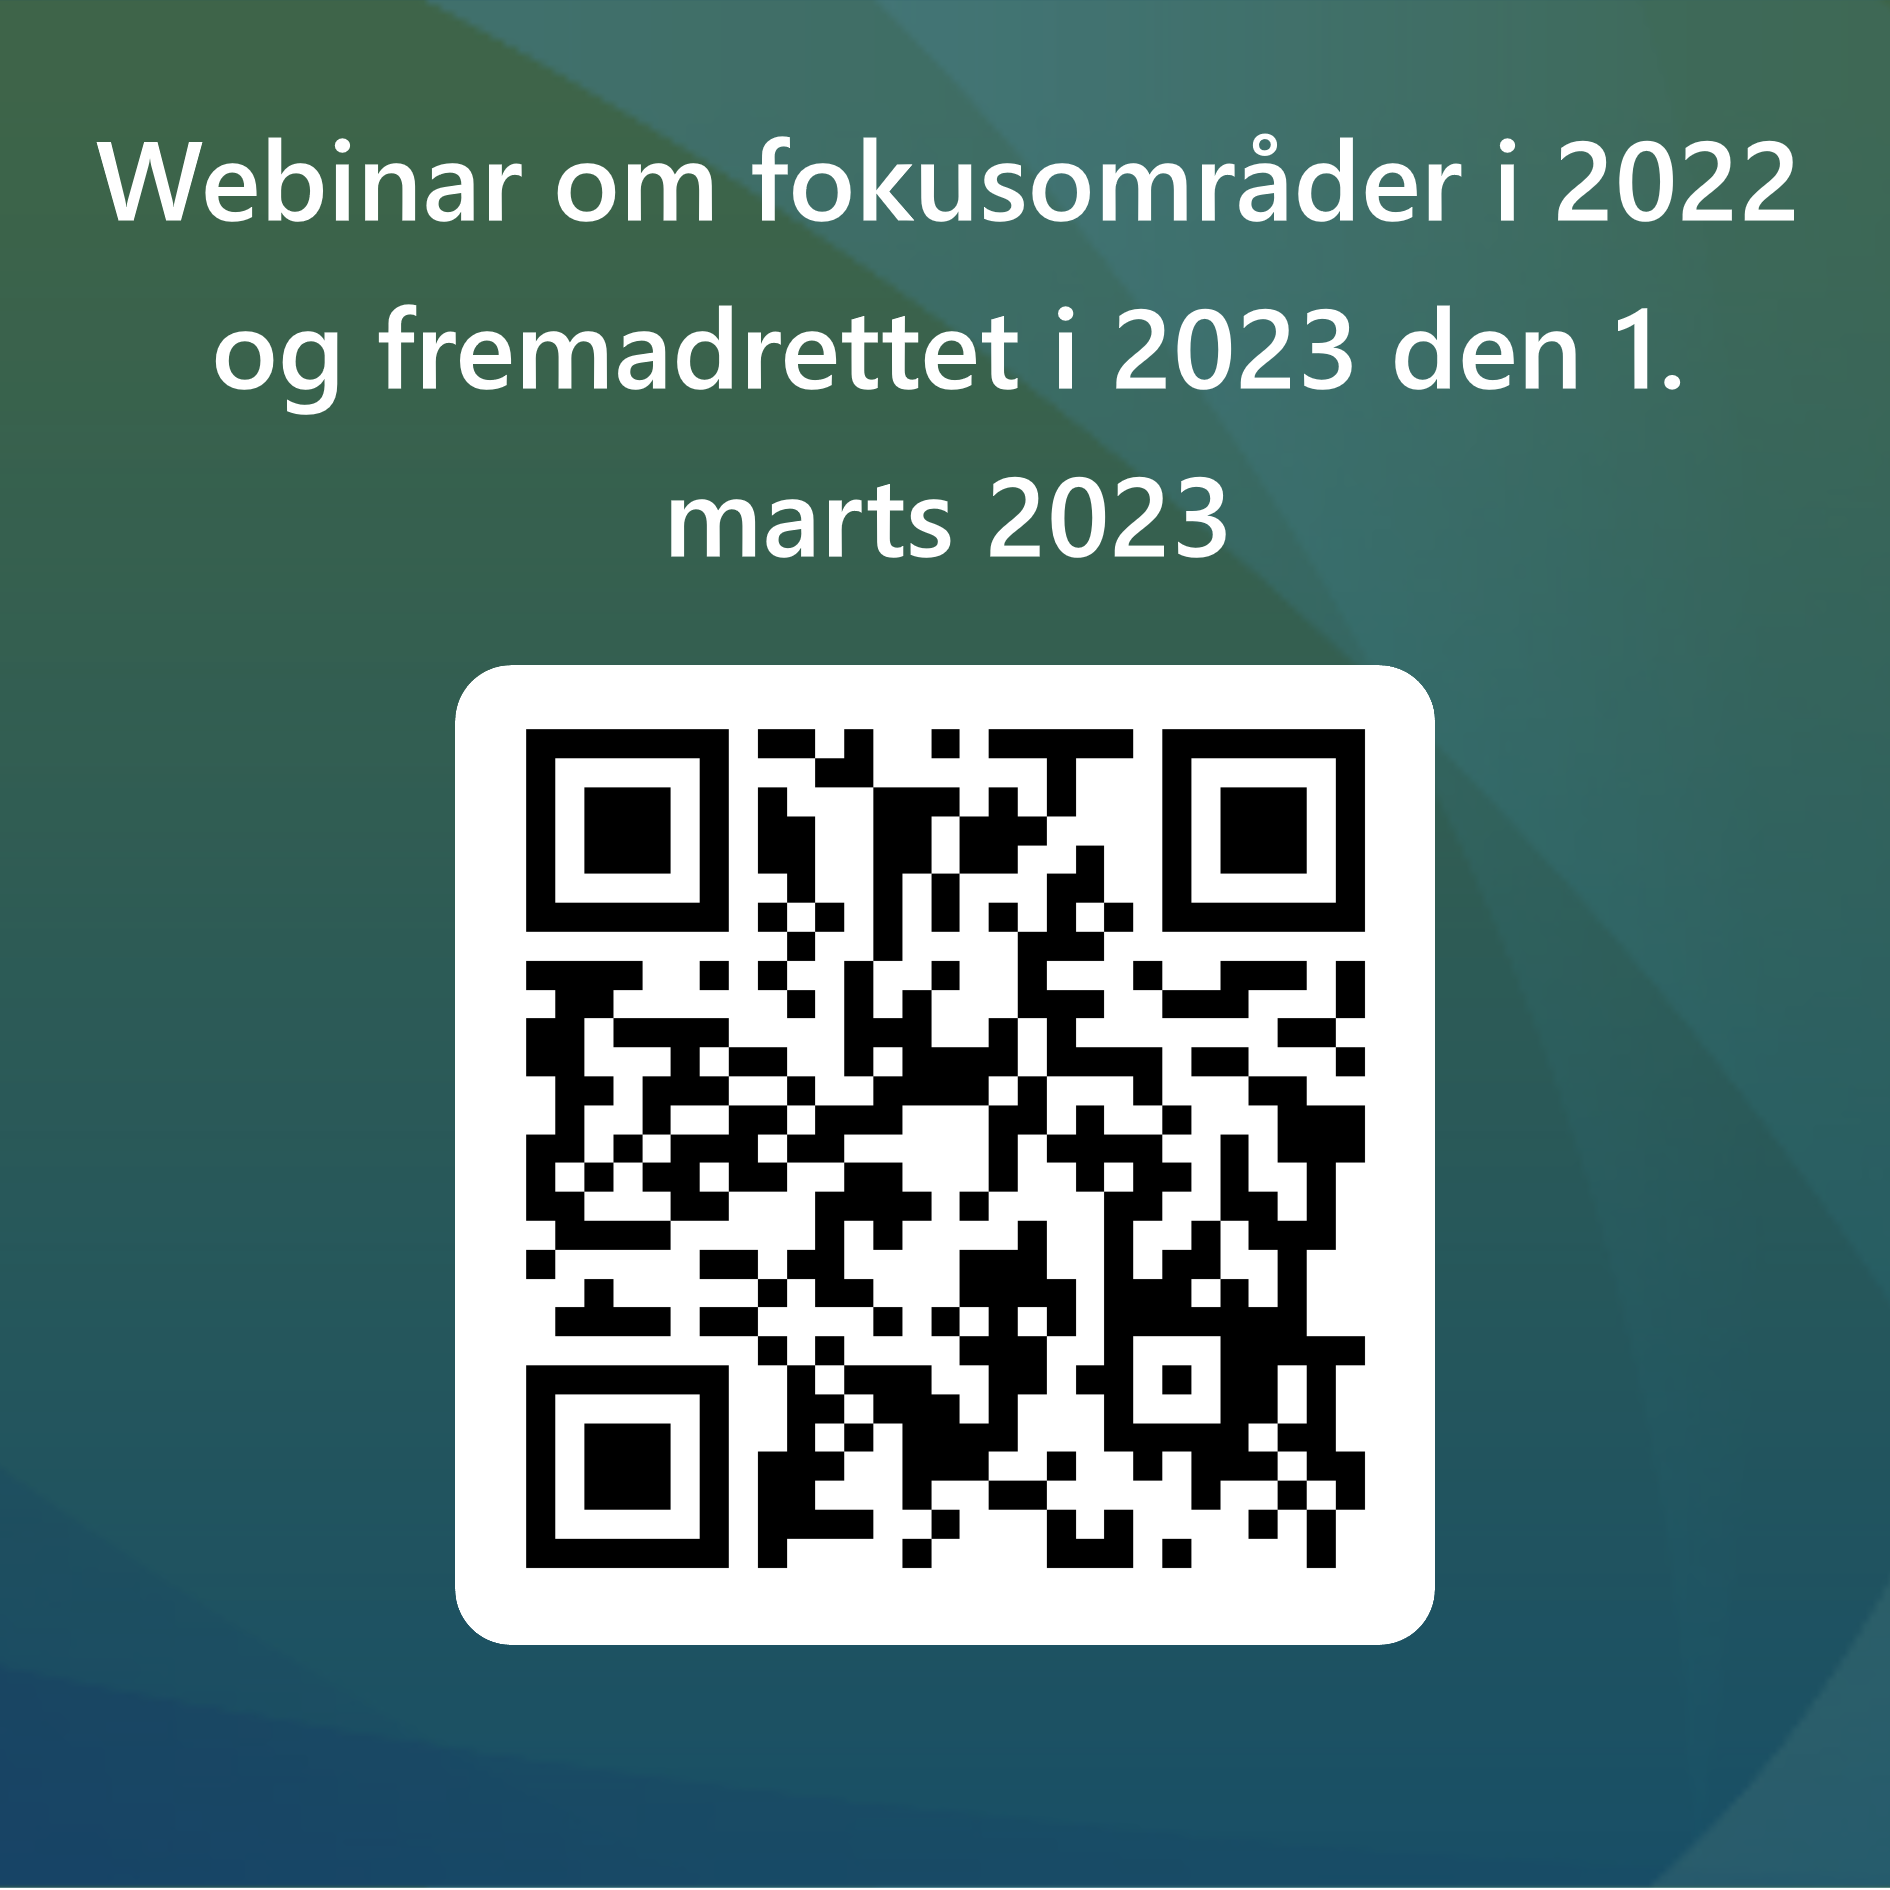 Webinar om fokusområder i 2022
og fremadrettet i 2023 den 1.
marts 2023